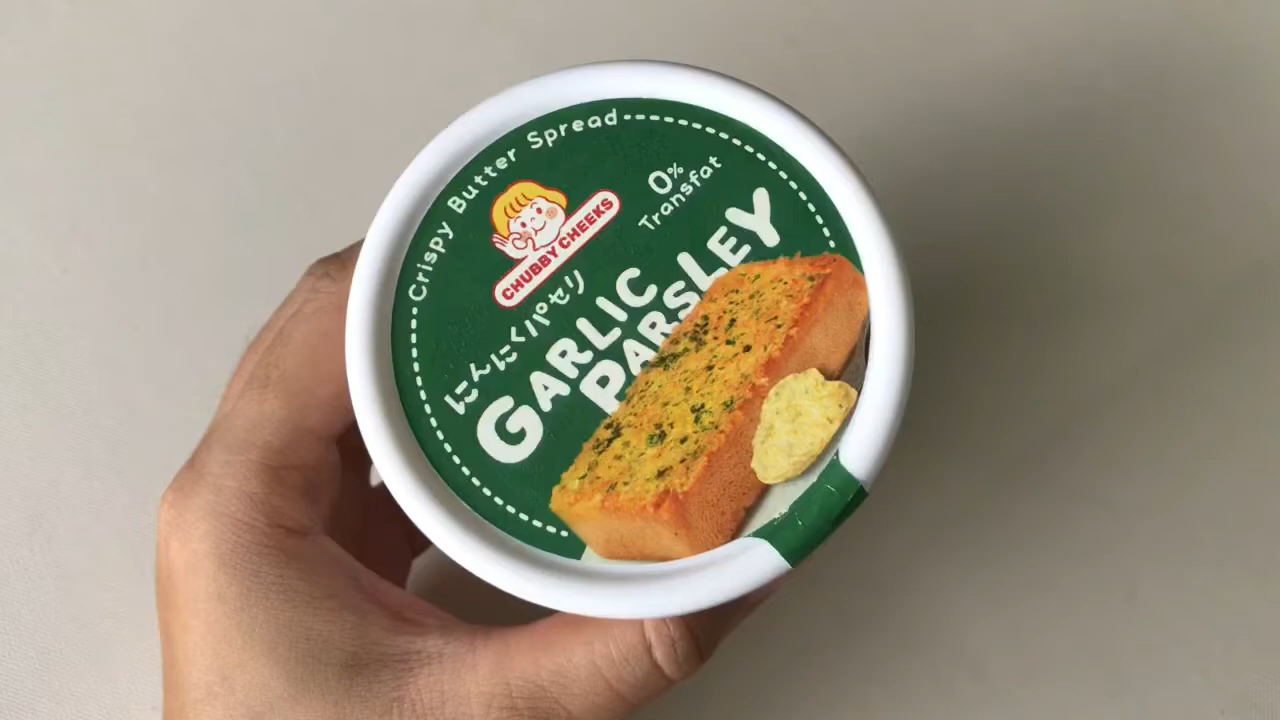 Crispy Butter Spread
0%
Transfat
CHUBBY CHEEKS
にんにくパセリ
GARLIC
PARSLEY